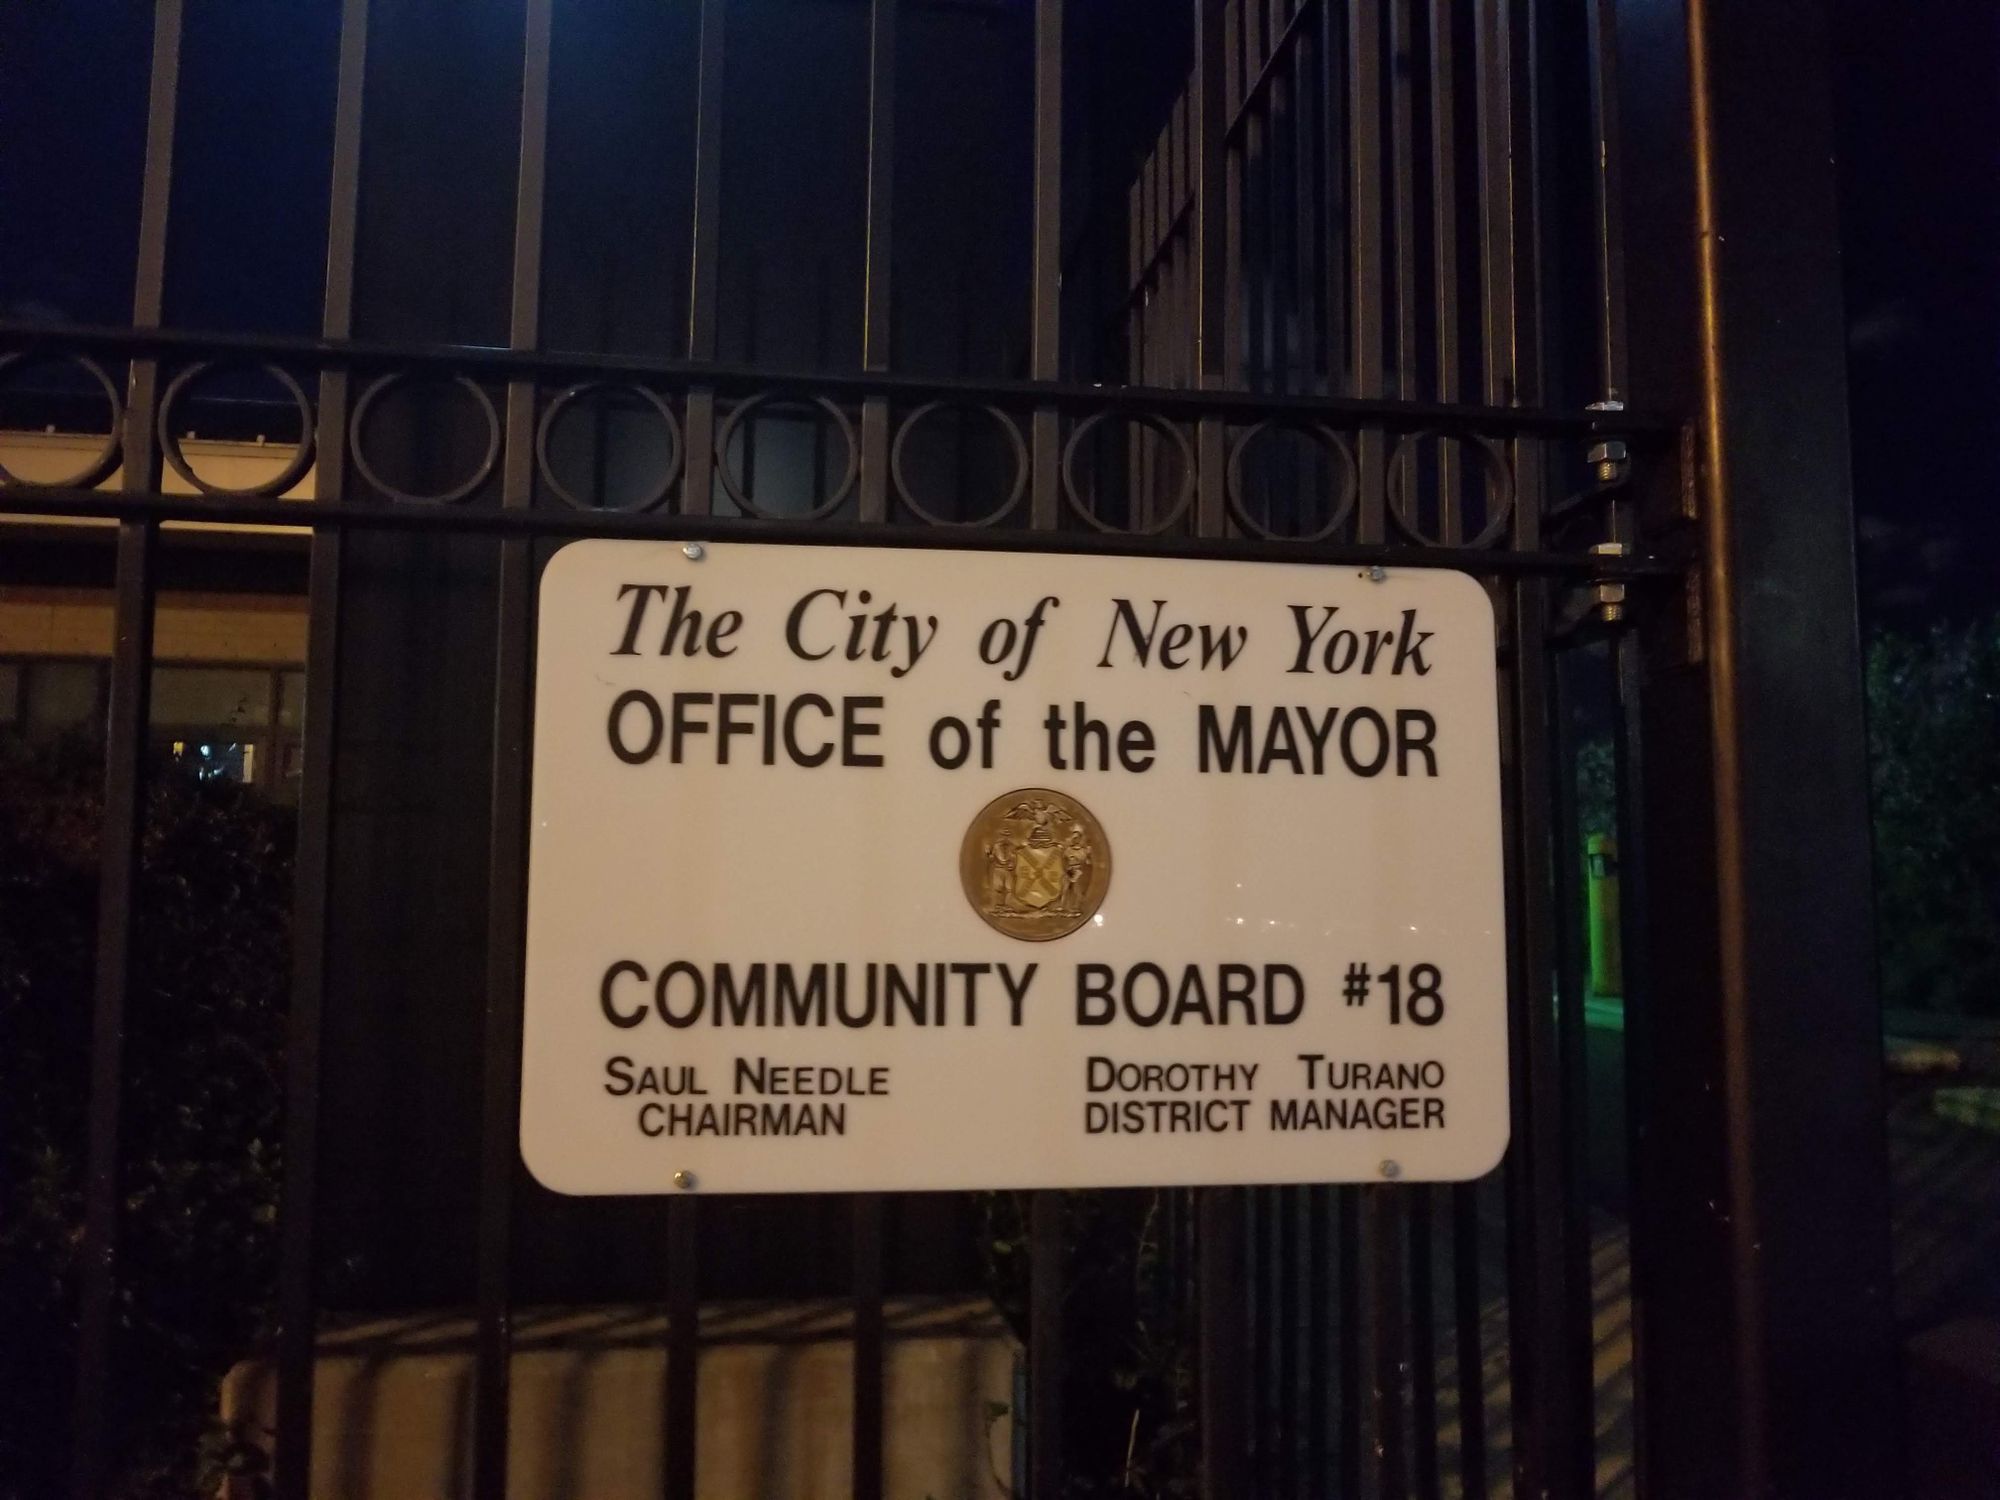 The City of New York
OFFICE of the MAYOR
COMMUNITY BOARD #18
SAUL NEEDLE
CHAIRMAN
DOROTHY TURANO
DISTRICT MANAGER